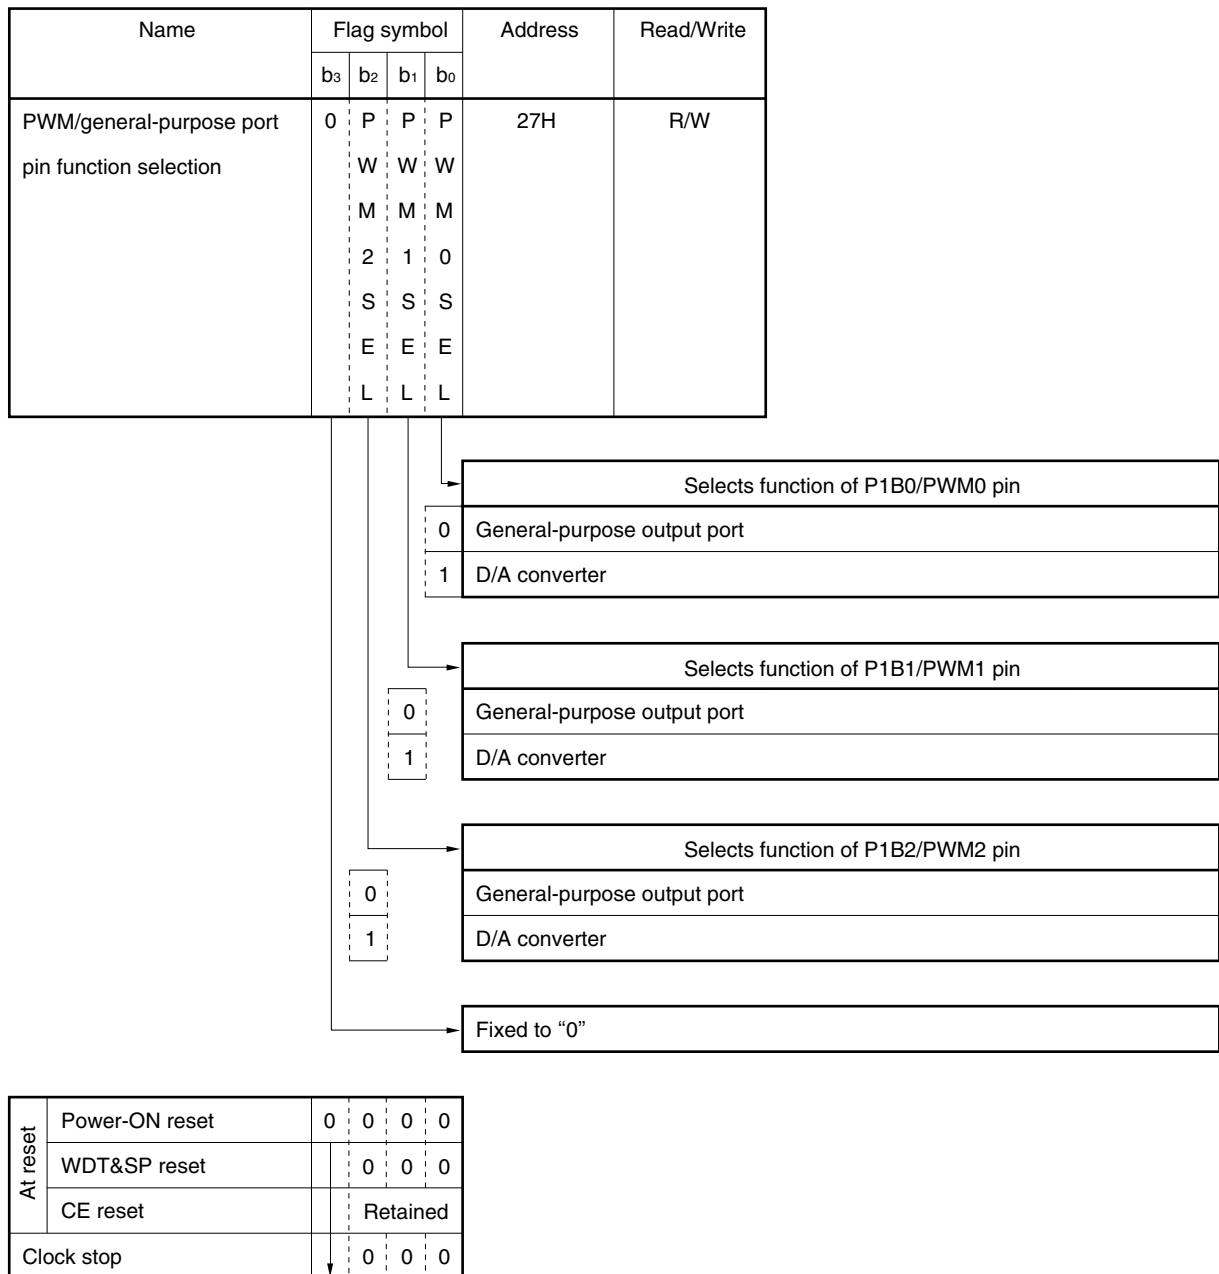 Name Flag symbol Address Read/Write
b3 b2 b1 b0
PWM/general-purpose port 0 P P P 27H R/W
pin function selection W W W
M M M
2 1 0
S S S
E E E
L L L
Selects function of P1B0/PWM0 pin
0 General-purpose output port
1 D/A converter
Selects function of P1B1/PWM1 pin
0 General-purpose output port
1 D/A converter
Selects function of P1B2/PWM2 pin
0 General-purpose output port
1 D/A converter
Fixed to “0”
At reset
Power-ON reset 0 0 0 0
WDT&SP reset 0 0 0
CE reset Retained
Clock stop 0 0 0